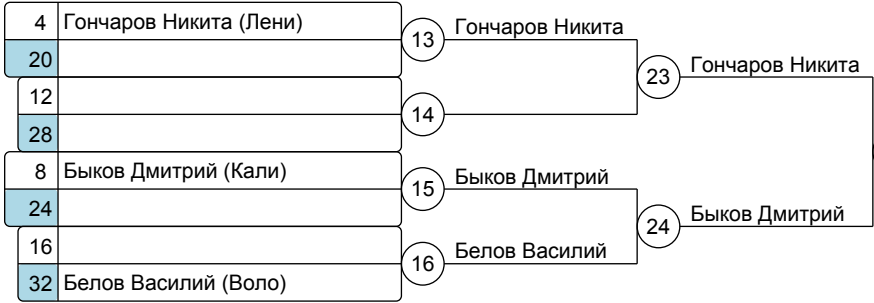 4 Гончаров Никита (Лени)
20
12
28
8 Быков Дмитрий (Кали)
24
16
32 Белов Василий (Воло)
13 Гончаров Никита
14
15 Быков Дмитрий
16 Белов Василий
23 Гончаров Никита
24 Быков Дмитрий